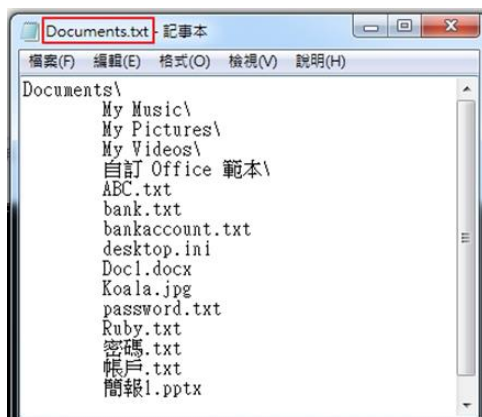 Documents.txt - 記事本
檔案(F) 編輯(E) 格式(O) 檢視(V) 說明(H)
Documents\
My Music\
My Pictures\
My Videos\
自訂 Office 範本\
ABC.txt
bank.txt
bankaccount.txt
desktop.ini
Doc1.docx
Koala.jpg
password.txt
Ruby.txt
密碼.txt
帳戶.txt
簡報1.pptx